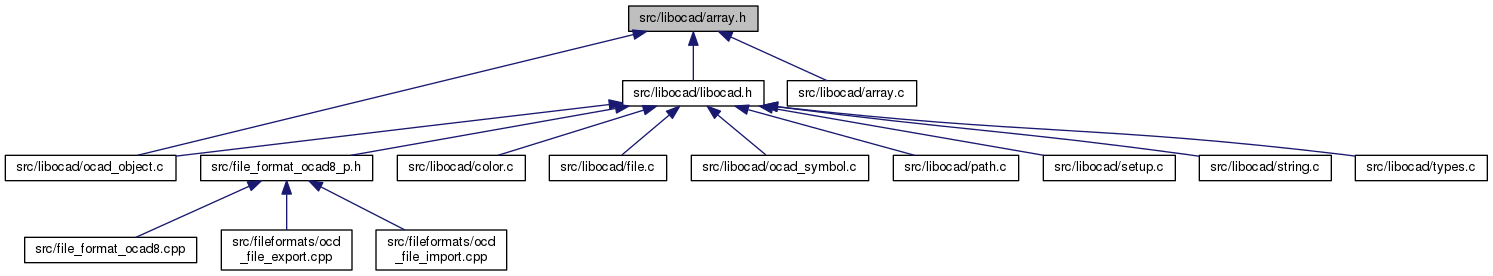 src/libocad/array.h
src/libocad/libocad.h
src/libocad/array.c
src/libocad/ocad_object.c
src/file_format_ocad8_p.h
src/libocad/color.c
src/libocad/file.c
src/libocad/ocad_symbol.c
src/libocad/path.c
src/libocad/setup.c
src/libocad/string.c
src/libocad/types.c
src/file_format_ocad8.cpp
src/fileformats/ocd
_file_export.cpp
src/fileformats/ocd
_file_import.cpp